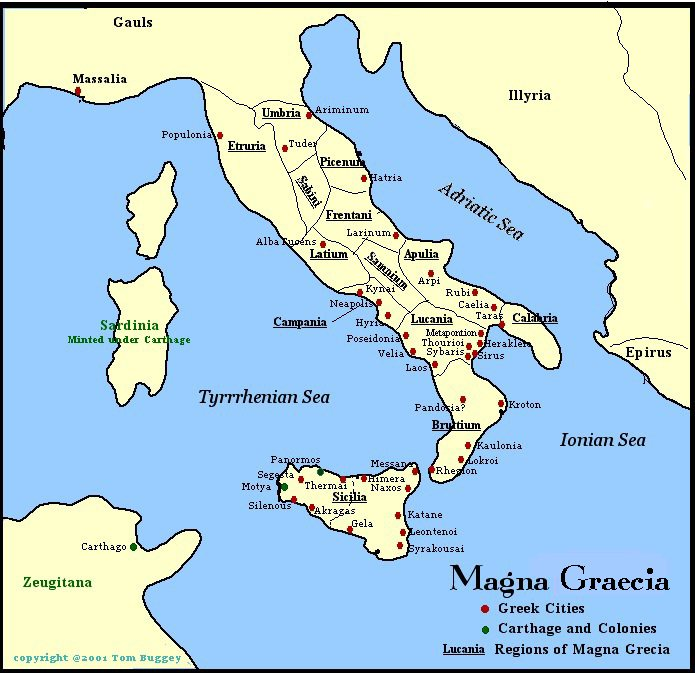 Gauls
Massalia
Illyria
Umbria
Ariminum
Populonia
Etruria
Tuder
Picenum
Hatria
Sabini
Adriatic Sea
Frentani
Larinum
Alba Fucens
Latium
Samnium
Apulia
Arpi
Kynai
Rubi
Neapolis
Caelia
Campania
Hyria
Lucania
Taras
Calabria
Sardinia
Minted under Carthage
Poseidonia
Metapontion
Thourioi
Herakleia
Velia
Sybaris
Sirus
Epirus
Laos
Tyrrrhenian Sea
Pandoria?
Kroton
Bruttium
Ionian Sea
Kaulonia
Panormos
Messana
Lokroi
Segesta
Rhegion
Motya
Thermai
Himera
Naxos
Sicilia
Silenous
Akragas
Katane
Gela
Leontenoi
Carthago
Syrakousai
Zeugitana
Magna Graecia
Greek Cities
Carthage and Colonies
Lucania Regions of Magna Grecia
copyright @2001 Tom Buggey